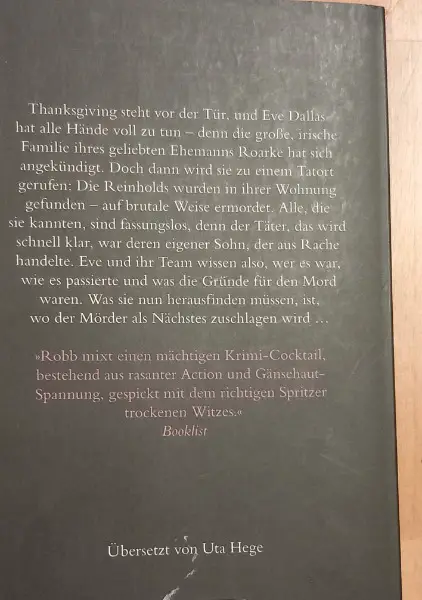 Thanksgiving steht vor der Tür, und Eve Dallas
hat alle Hände voll zu tun – denn die große, irische
Familie ihres geliebten Ehemanns Roarke hat sich
angekündigt. Doch dann wird sie zu einem Tatort
gerufen: Die Reinholds wurden in ihrer Wohnung
gefunden – auf brutale Weise ermordet. Alle, die
sie kannten, sind fassungslos, denn der Täter, das wird
schnell klar, war deren eigener Sohn, der aus Rache
handelte. Eve und ihr Team wissen also, wer es war,
wie es passierte und was die Gründe für den Mord
waren. Was sie nun herausfinden müssen, ist,
wo der Mörder als Nächstes zuschlagen wird ...
»Robb mixt einen mächtigen Krimi-Cocktail,
bestehend aus rasanter Action und Gänsehaut-
Spannung, gespickt mit dem richtigen Spritzer
trockenen Witzes.«
Booklist
Übersetzt von Uta Hege